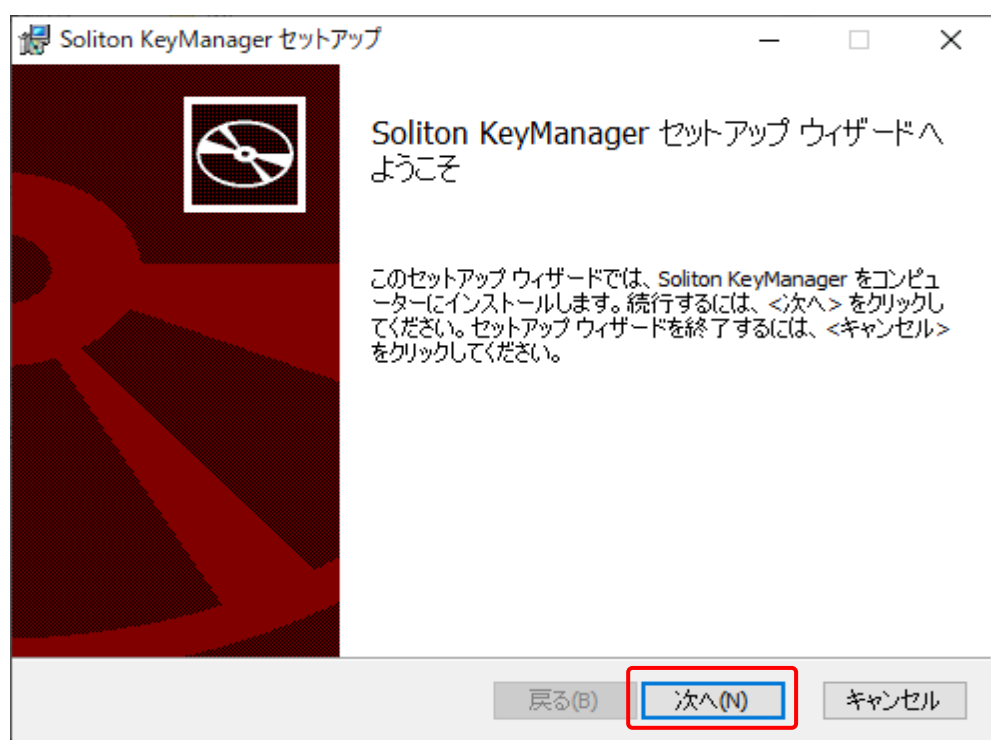 Soliton KeyManager セットアップ
Soliton KeyManager セットアップ ウィザードへ
ようこそ
このセットアップ ウィザードでは、Soliton KeyManager をコンピュ
ーターにインストールします。続行するには、<次へ> をクリックし
てください。セットアップ ウィザードを終了するには、<キャンセル>
をクリックしてください。
戻る(B) 次へ(N) キャンセル